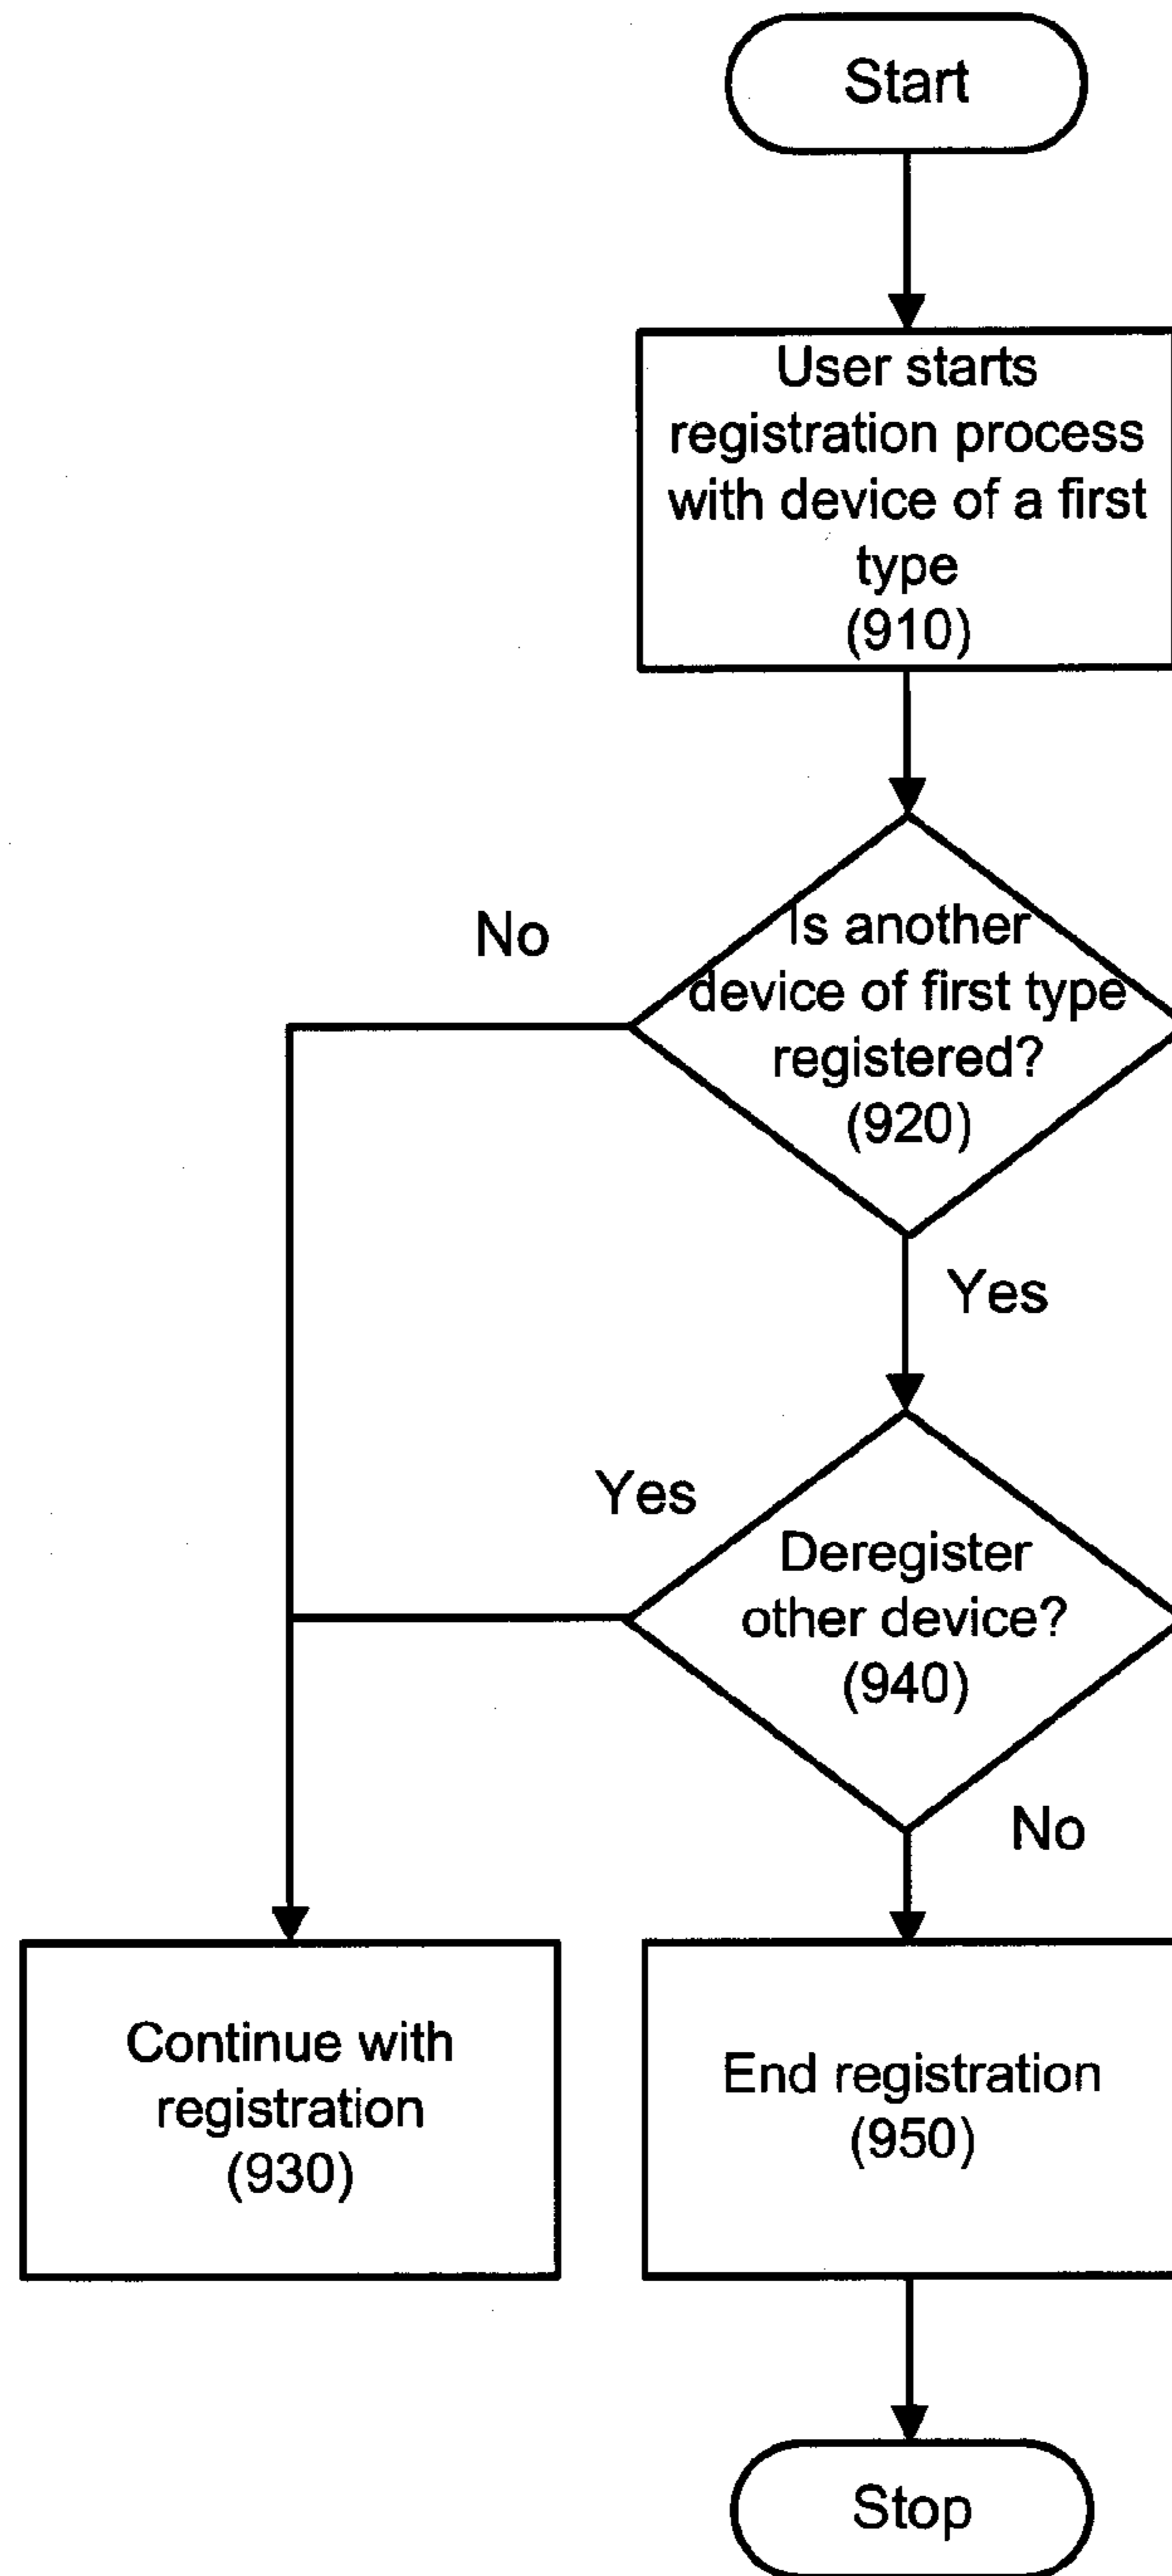 Start
User starts
registration process
with device of a first
type
(910)
No
Is another
device of first type
registered?
(920)
Yes
Yes
Deregister
other device?
(940)
No
Continue with
registration
(930)
End registration
(950)
Stop